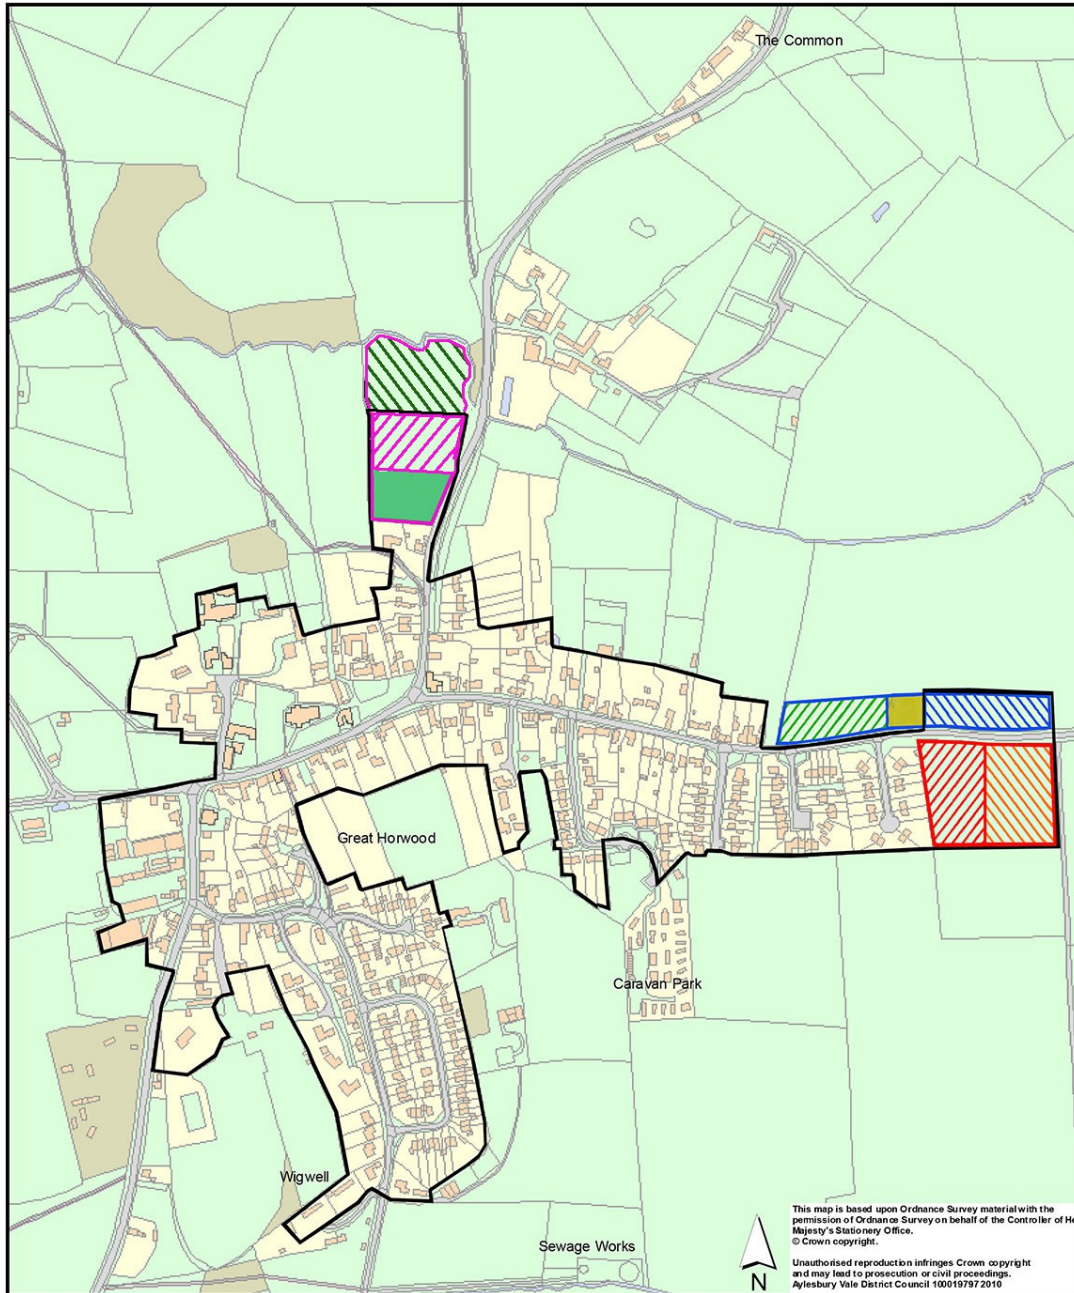 The Common
Great Horwood
Caravan Park
Wigwell
Sewage Works
N
This map is based upon Ordnance Survey material with the
permission of Ordnance Survey on behalf of the Controller of He
Majesty's Stationery Office.
© Crown copyright.
Unauthorised reproduction infringes Crown copyright
and may lead to prosecution or civil proceedings.
Aylesbury Vale District Council 100019797 2010